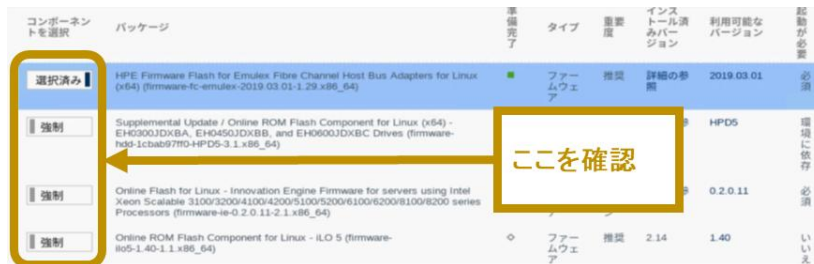 コンポーネン
トを選択
パッケージ
準
備
完
了
タイプ
重要
度
インス
トール済
みバー
ジョン
利用可能な
バージョン
起
動
が
必
要
選択済み
HPE Firmware Flash for Emulex Fibre Channel Host Bus Adapters for Linux
(x64) (firmware-fc-emulex-2019.03.01-1.29.x86_64)
ファー
ムウェ
ア
推奨
詳細の参
照
2019.03.01
必
須
強制
Supplemental Update / Online ROM Flash Component for Linux (x64) -
EH0300JDXBA, EH0450JDXBB, and EH0600JDXBC Drives (firmware-
hdd-1cbab97ff0-HPD5-3.1.x86_64)
HPD5
環
境
に
依
存
ここを確認
強制
Online Flash for Linux - Innovation Engine Firmware for servers using Intel
Xeon Scalable 3100/3200/4100/4200/5100/5200/6100/6200/8100/8200 series
Processors (firmware-ie-0.2.0.11-2.1.x86_64)
0.2.0.11
必
須
強制
Online ROM Flash Component for Linux - iLO 5 (firmware-
ilo5-1.40-1.1.x86_64)
ファー
ムウェ
ア
推奨
2.14
1.40
い
い
え